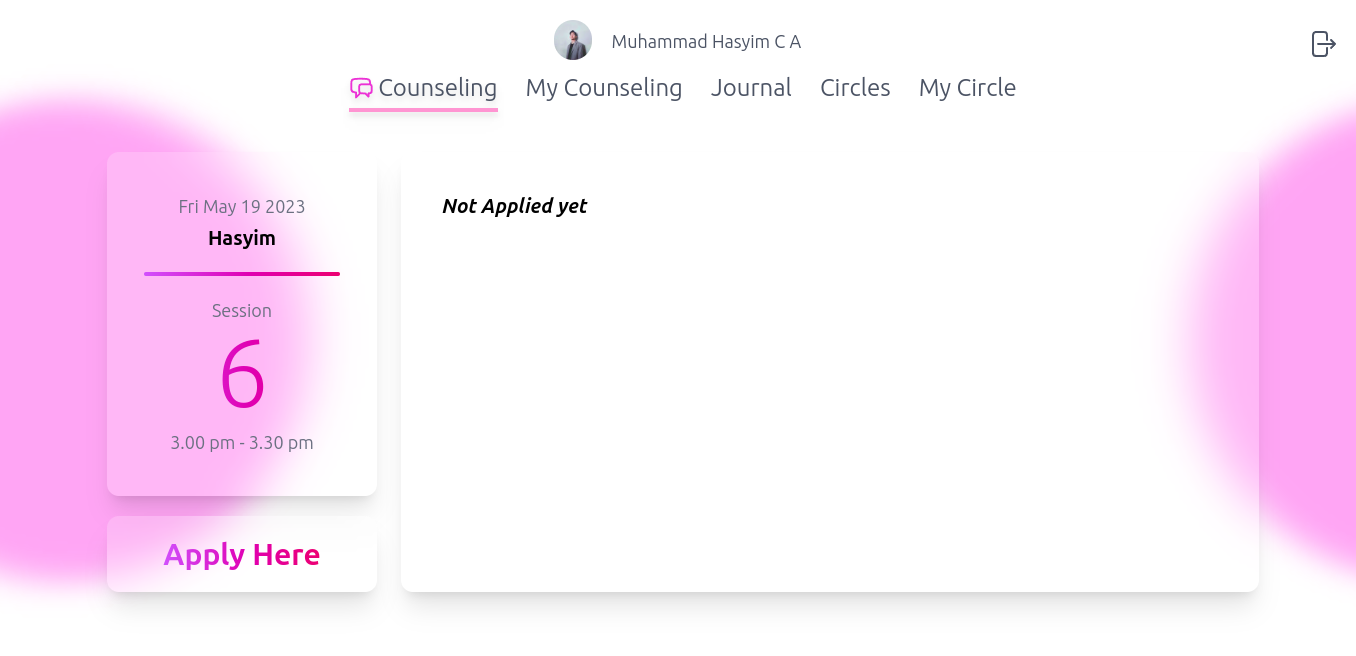 Muhammad Hasyim C A
Counseling My Counseling Journal Circles My Circle
Fri May 19 2023
Hasyim
Session
6
3.00 pm - 3.30 pm
Apply Here
Not Applied yet